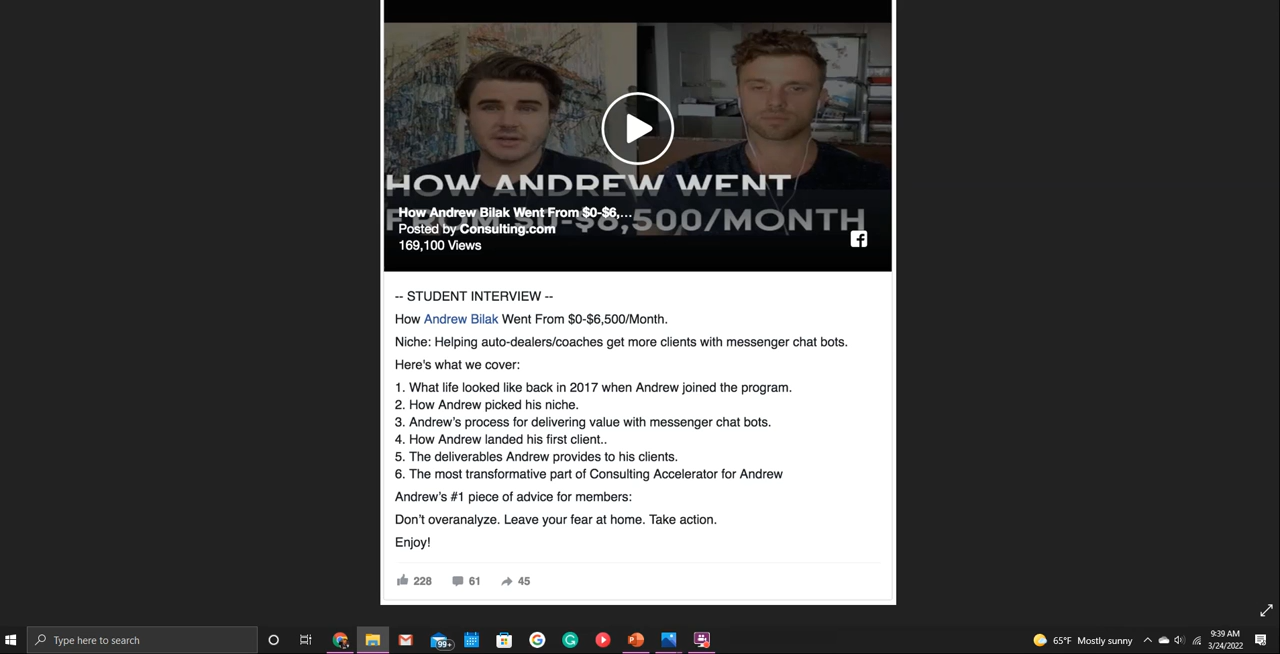 HOW ANDREW WENT
FROM $0-$6,500/MONTH
How Andrew Bilak Went From $0-$6,...
Posted by Consulting.com
169,100 Views
-- STUDENT INTERVIEW --
How Andrew Bilak Went From $0-$6,500/Month.
Niche: Helping auto-dealers/coaches get more clients with messenger chat bots.
Here's what we cover:
1. What life looked like back in 2017 when Andrew joined the program.
2. How Andrew picked his niche.
3. Andrew's process for delivering value with messenger chat bots.
4. How Andrew landed his first client..
5. The deliverables Andrew provides to his clients.
6. The most transformative part of Consulting Accelerator for Andrew
Andrew's #1 piece of advice for members:
Don't overanalyze. Leave your fear at home. Take action.
Enjoy!
228 61 45
Type here to search 99+ 65°F Mostly sunny 9:39 AM
3/24/2022